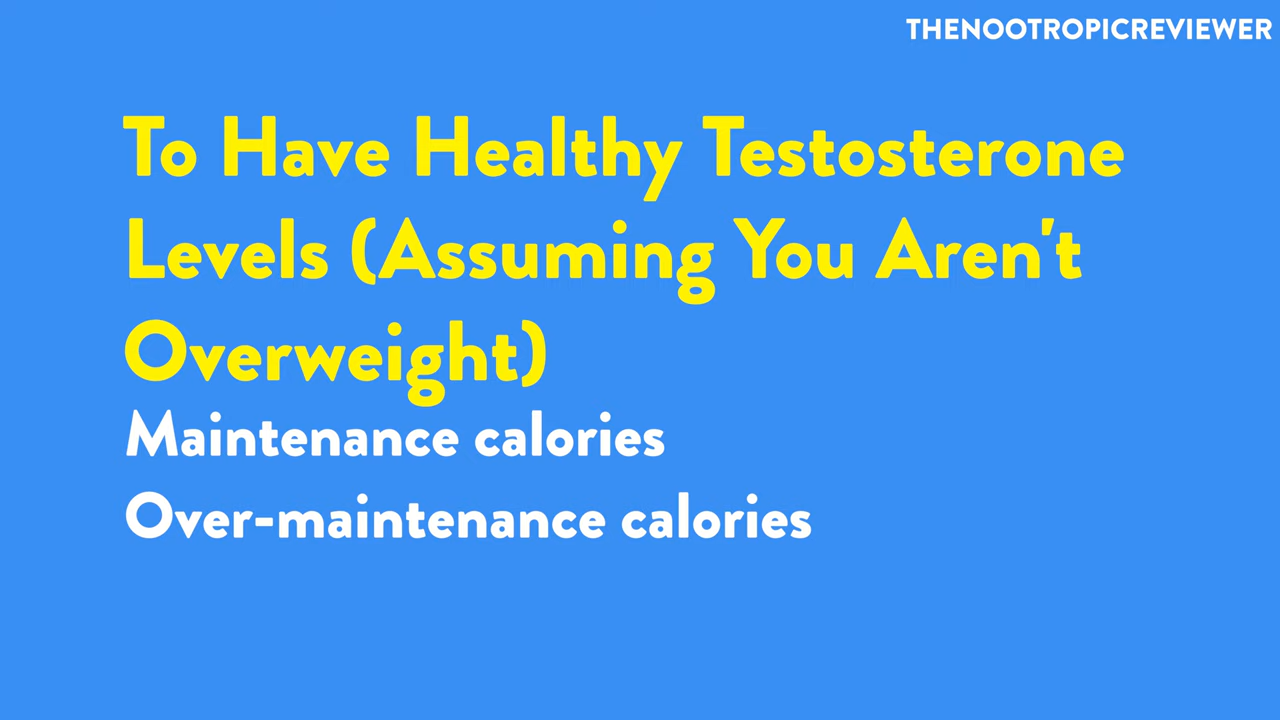 THENOOTROPICREVIEWER
To Have Healthy Testosterone
Levels (Assuming You Aren't
Overweight)
Maintenance calories
Over-maintenance calories